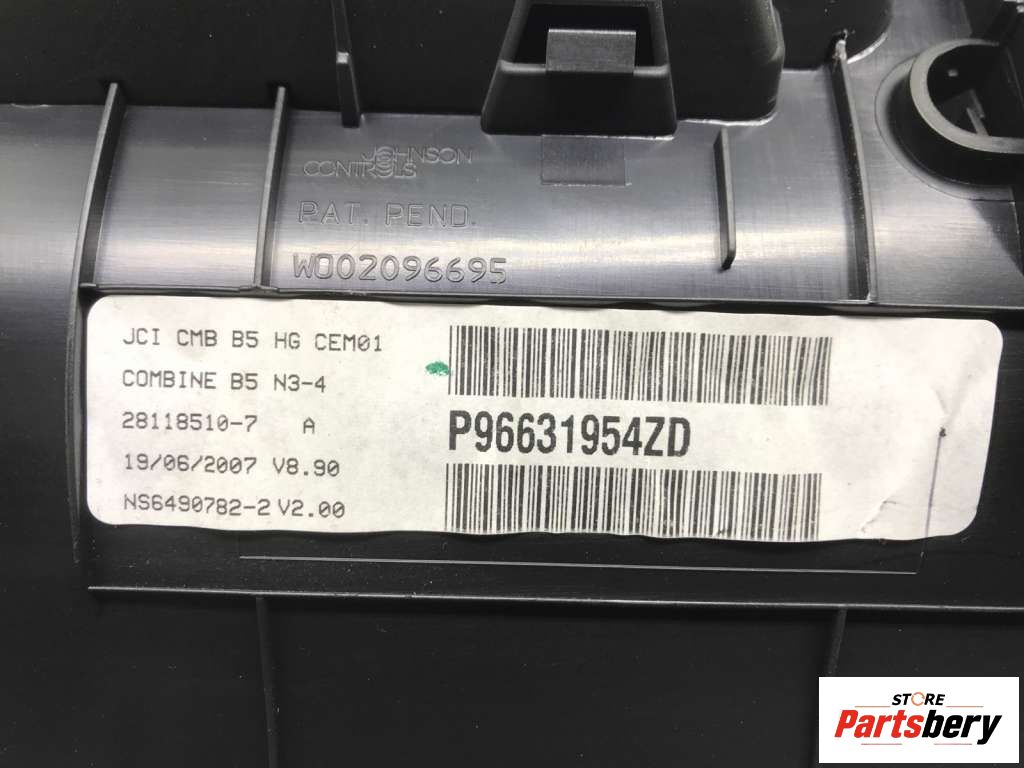 JOHNSON
CONTROLS
PAT. PEND.
W002096695
JCI CMB B5 HG CEM01
COMBINE B5 N3-4
28118510-7 A
19/06/2007 V8.90
NS6490782-2 V2.00
P96631954ZD
STORE
Partsbery